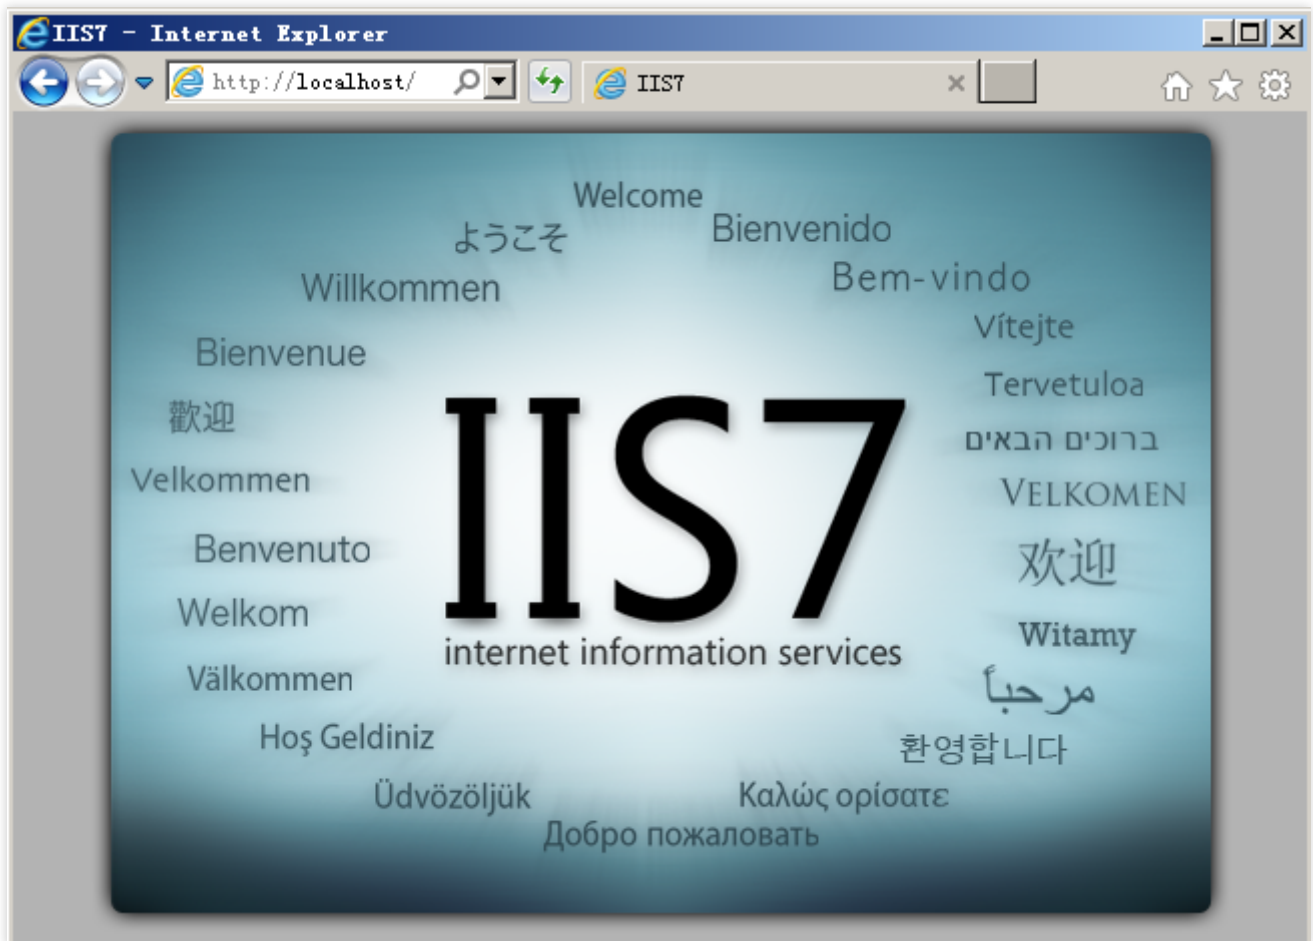 IIS7 - Internet Explorer
http://localhost/
IIS7
Welcome
ようこそ
Bienvenido
Willkommen
Bem-vindo
Vítejte
Bienvenue
Tervetuloa
歡迎
ברוכים הבאים
Velkommen
VELKOMEN
Benvenuto
欢迎
Welkom
Witamy
Välkommen
مرحباً
Hoş Geldiniz
환영합니다
Üdvözöljük
Καλώς ορίσατε
Добро пожаловать
IIS7
internet information services